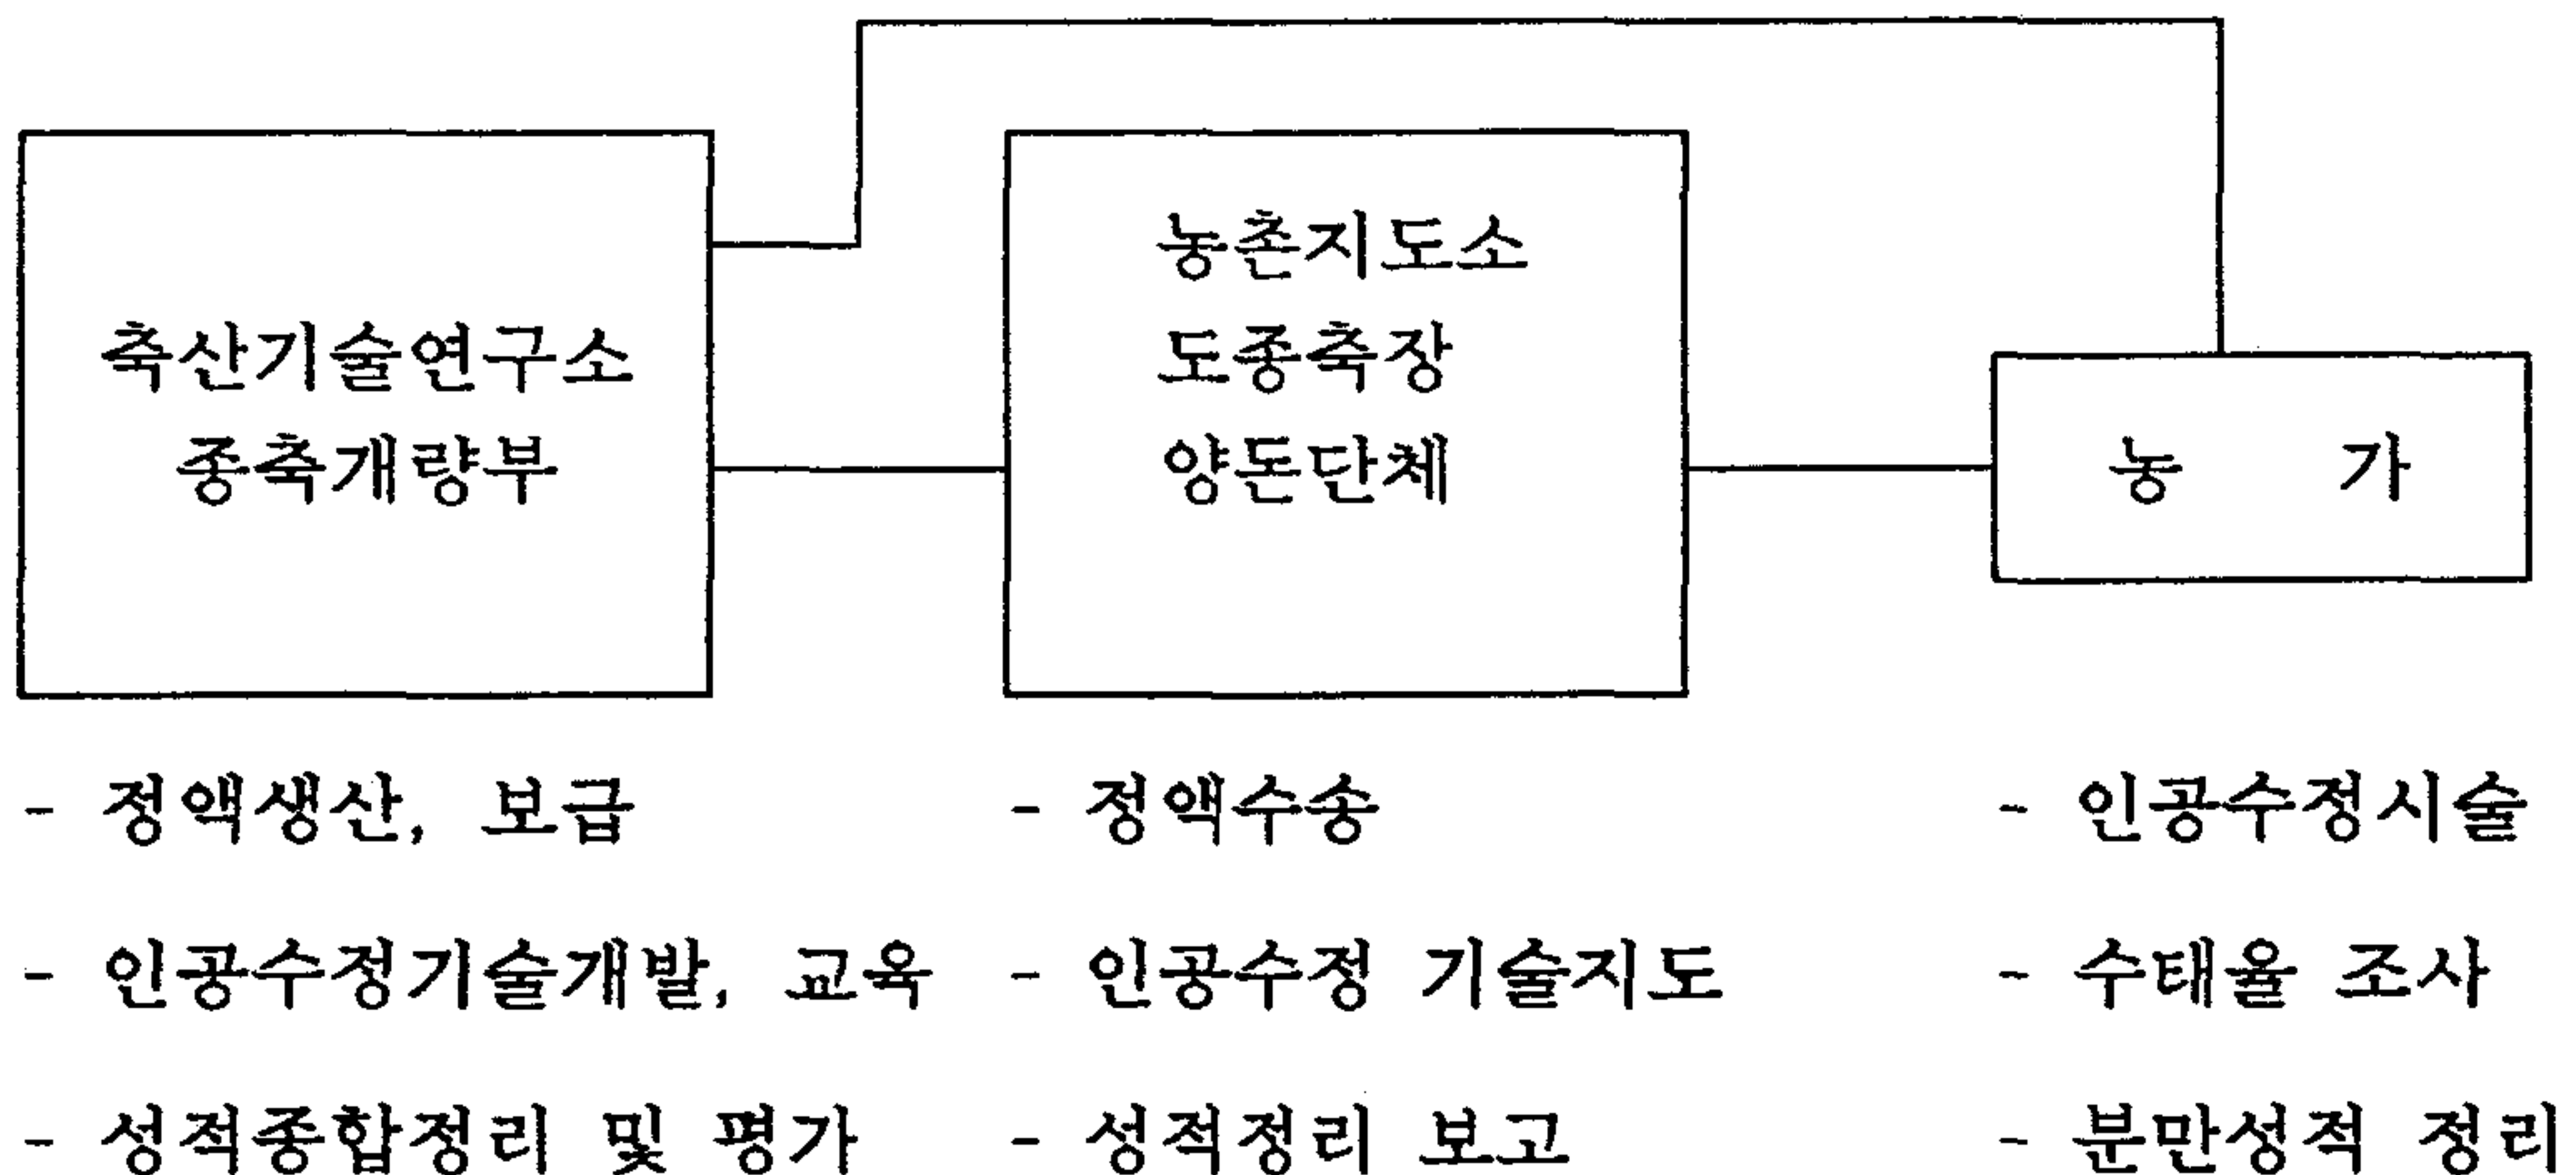 축산기술연구소
종축개량부
농촌지도소
도종축장
양돈단체
농 가
- 정액생산, 보급
- 인공수정기술개발, 교육
- 성적종합정리 및 평가
- 정액수송
- 인공수정 기술지도
- 성적정리 보고
- 인공수정시술
- 수태율 조사
- 분만성적 정리